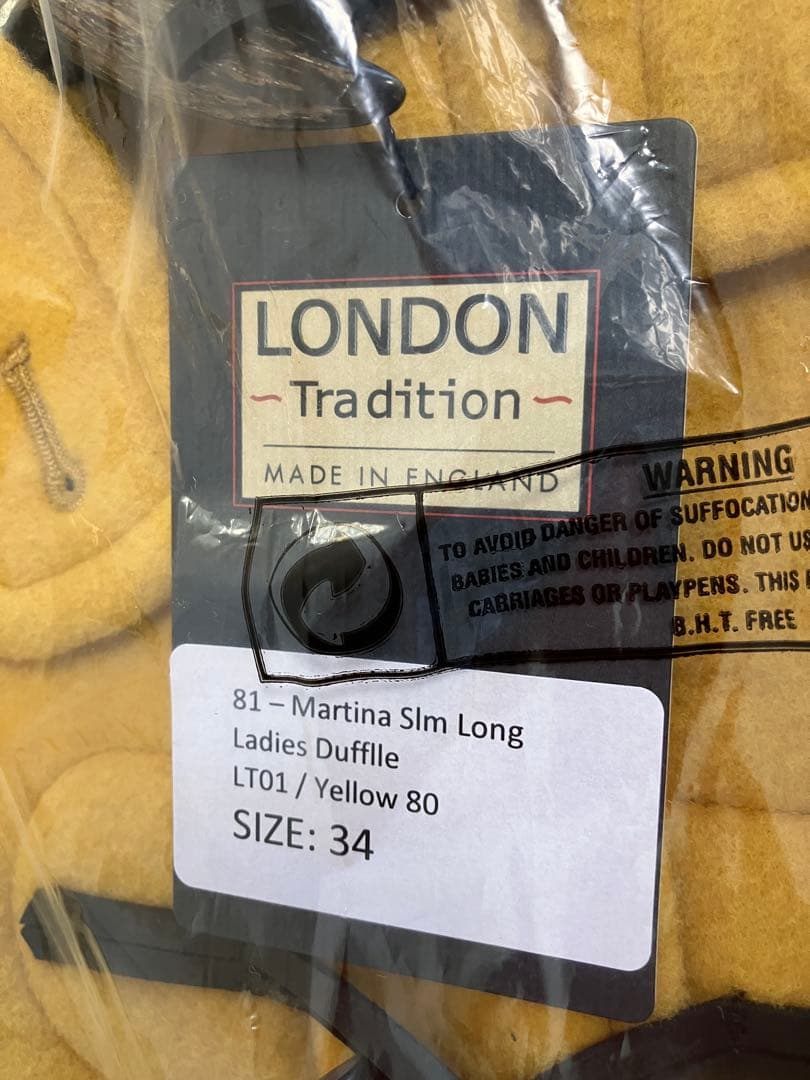 LONDON
~ Tradition ~
MADE IN ENGLAND
WARNING
TO AVOID DANGER OF SUFFOCATION
BABIES AND CHILDREN. DO NOT US
CARRIAGES OR PLAYPENS. THIS
B.H.T. FREE
81 – Martina Slm Long
Ladies Dufflle
LT01 / Yellow 80
SIZE: 34